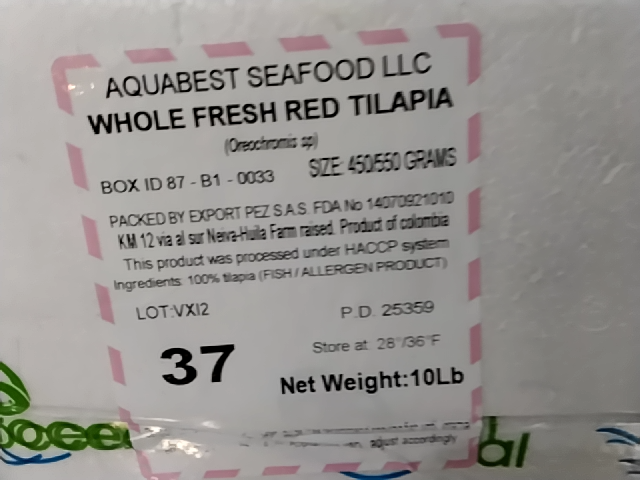 AQUABEST SEAFOOD LLC
WHOLE FRESH RED TILAPIA
(Oreochromis sp)
BOX ID 87 - B1 - 0033 SIZE: 450/550 GRAMS
PACKED BY EXPORT PEZ S.A.S. FDA No 14070921010
KM 12 via al sur Neiva-Huila Farm raised. Product of colombia
This product was processed under HACCP system
Ingredients: 100% tilapia (FISH / ALLERGEN PRODUCT)
LOT:VXI2 P.D. 25359
37 Store at 28°/36°F
Net Weight:10Lb
adjust accordingly